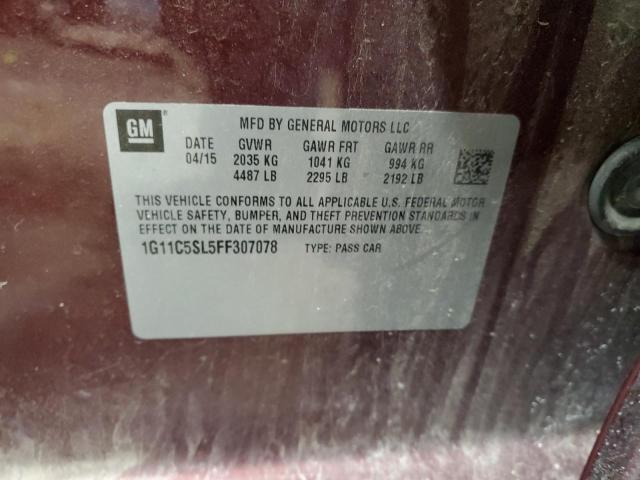 GM
MFD BY GENERAL MOTORS LLC
DATE GVWR GAWR FRT GAWR RR
04/15 2035 KG 1041 KG 994 KG
4487 LB 2295 LB 2192 LB
THIS VEHICLE CONFORMS TO ALL APPLICABLE U.S. FEDERAL MOTOR
VEHICLE SAFETY, BUMPER, AND THEFT PREVENTION STANDARDS IN
EFFECT ON THE DATE OF MANUFACTURE SHOWN ABOVE.
1G11C5SL5FF307078 TYPE: PASS CAR